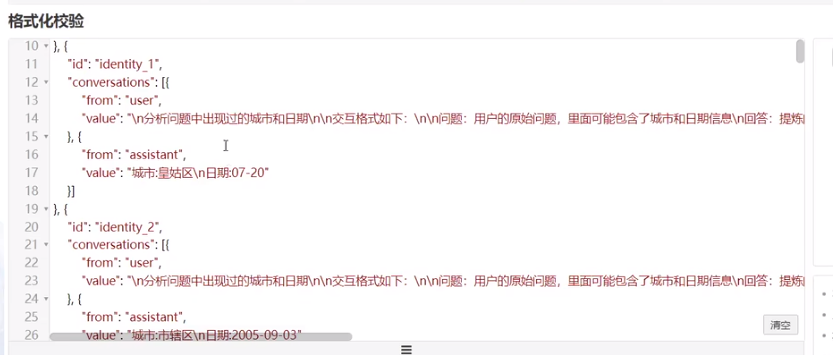 格式化校验
10 }, {
11 "id": "identity_1",
12 "conversations": [{
13 "from": "user",
14 "value": "\n分析问题中出现过的城市和日期\n\n交互格式如下：\n\n问题：用户的原始问题，里面可能包含了城市和日期信息\n回答：提炼
15 }, {
16 "from": "assistant",
17 "value": "城市:皇姑区\n日期:07-20"
18 }]
19 }, {
20 "id": "identity_2",
21 "conversations": [{
22 "from": "user",
23 "value": "\n分析问题中出现过的城市和日期\n\n交互格式如下：\n\n问题：用户的原始问题，里面可能包含了城市和日期信息\n回答：提炼
24 }, {
25 "from": "assistant",
26 "value": "城市:市辖区\n日期:2005-09-03"
清空